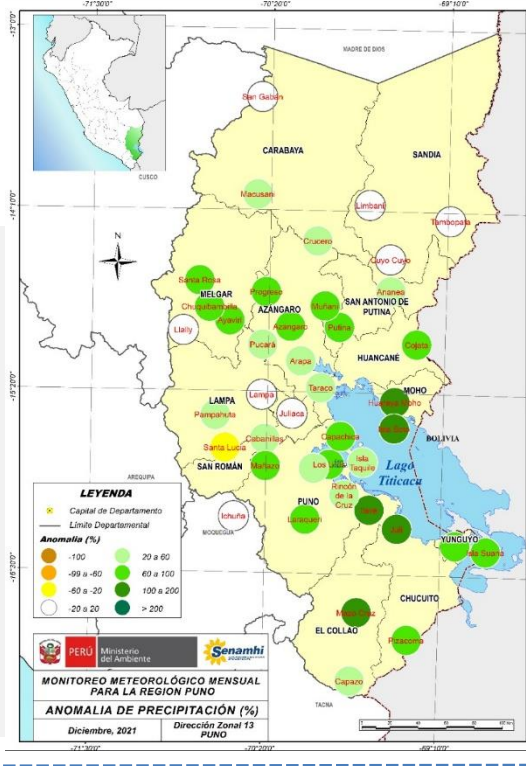 -71°30'0"
-70°20'0"
-69°10'0"
-13°0'0"
MADRE DE DIOS
San Gabán
CARABAYA
SANDIA
CUSCO
Macusani
Limbani
-14°10'0"
Tambopata
Crucero
Cuyo Cuyo
N
Santa Rosa
Progreso
Ananea
MELGAR
Chuquibambilla
AZÁNGARO
Muñani
SAN ANTONIO DE
PUTINA
Ayaviri
Azangaro
Putina
Llally
Pucará
Cojata
HUANCANÉ
Arapa
-15°20'0"
MOHO
Taraco
LAMPA
Lampa
Huaraya Moho
Pampahuta
Juliaca
Isla Soto
Cabanillas
Capachica
BOLIVIA
Santa Lucia
Lago
Titicaca
SAN ROMÁN
Mañazo
Los
Isla
Taquile
AREQUIPA
Rincón
de la
Cruz
LEYENDA
PUNO
Capital de Departamento
Límite Departamental
Ichuña
Laraqueri
Juli
MOQUEGUA
YUNGUYO
Isla Suana
Anomalía (%)
-100
20 a 60
-16°30'0"
-99 a -60
60 a 100
-60 a -20
100 a 200
-20 a 20
> 200
CHUCUITO
Mazo Cruz
EL COLLAO
Pizacoma
PERÚ
Ministerio
del Ambiente
Senamhi
Capazo
MONITOREO METEOROLÓGICO MENSUAL
PARA LA REGION PUNO
TACNA
ANOMALIA DE PRECIPITACIÓN (%)
Diciembre, 2021
Dirección Zonal 13
PUNO
-71°30'0"
-70°20'0"
-69°10'0"